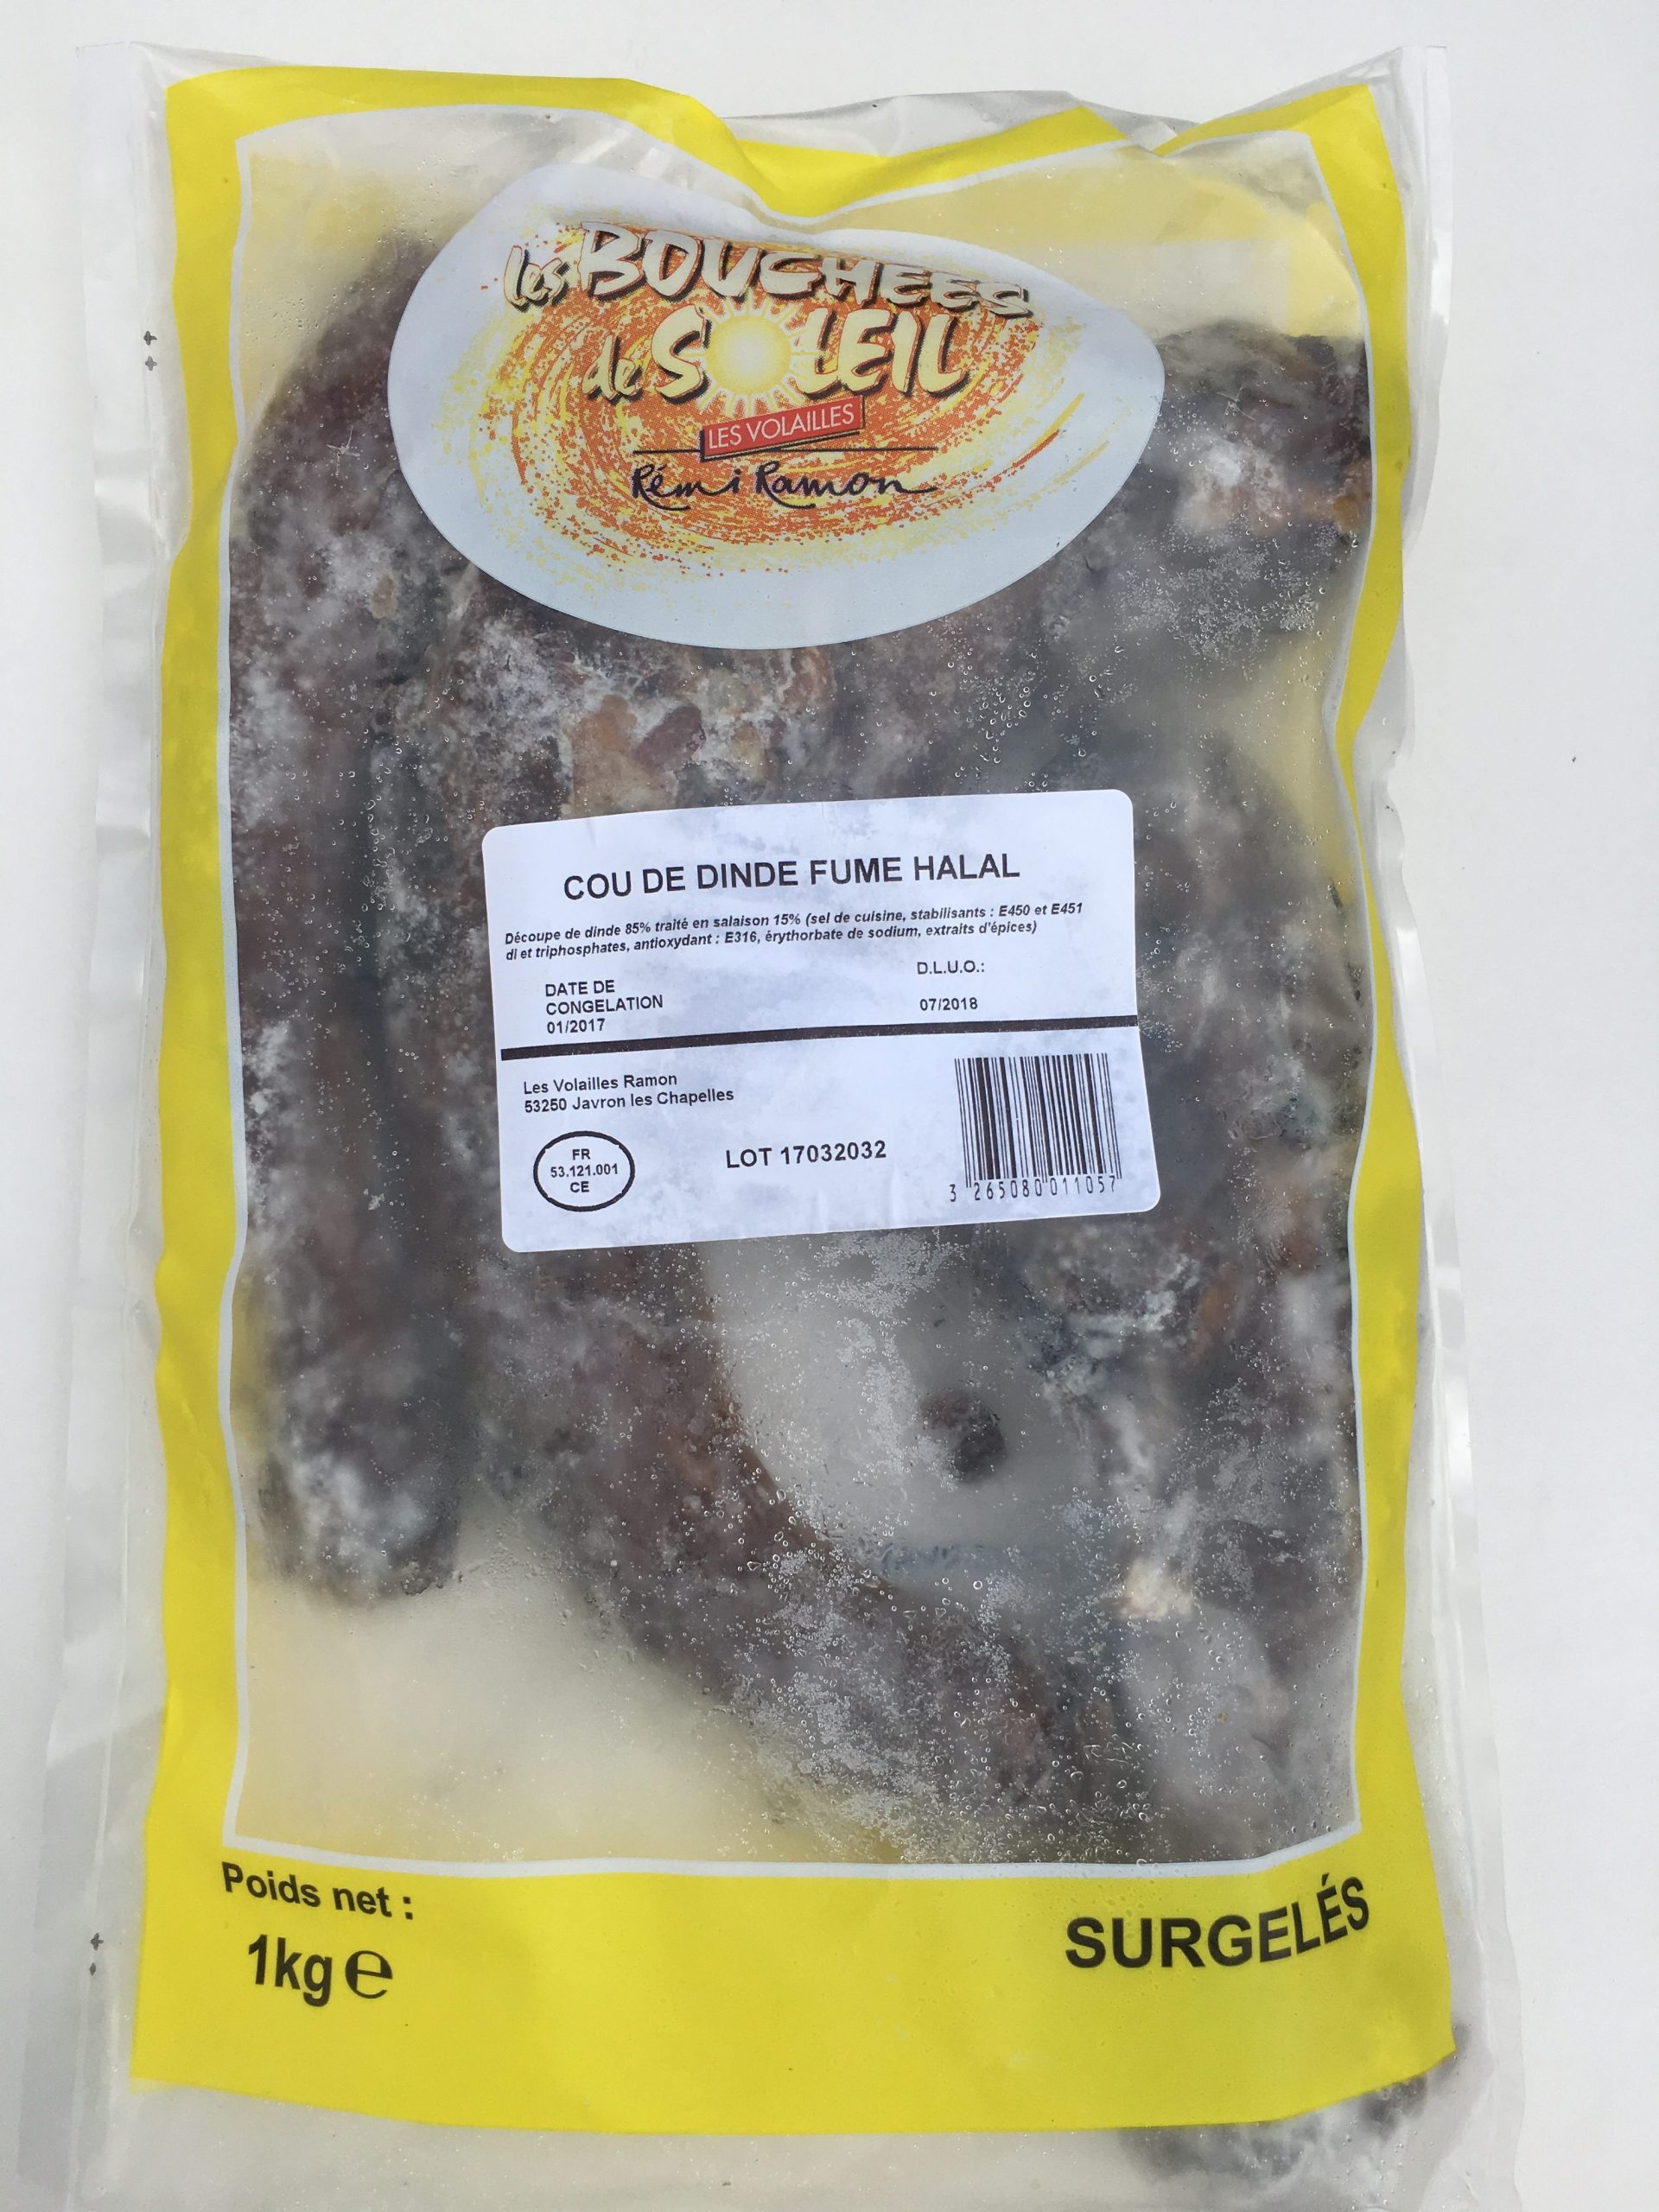 les BOUCHÉES
de SOLEIL
LES VOLAILLES
Rémi Ramon
COU DE DINDE FUME HALAL
Découpe de dinde 85% traité en salaison 15% (sel de cuisine, stabilisants : E450 et E451
di et triphosphates, antioxydant : E316, érythorbate de sodium, extraits d'épices)
DATE DE
CONGELATION
01/2017
D.L.U.O.:
07/2018
Les Volailles Ramon
53250 Javron les Chapelles
FR
53.121.001
CE
LOT 17032032
3 265080 011057
Poids net :
1kg e
SURGELÉS